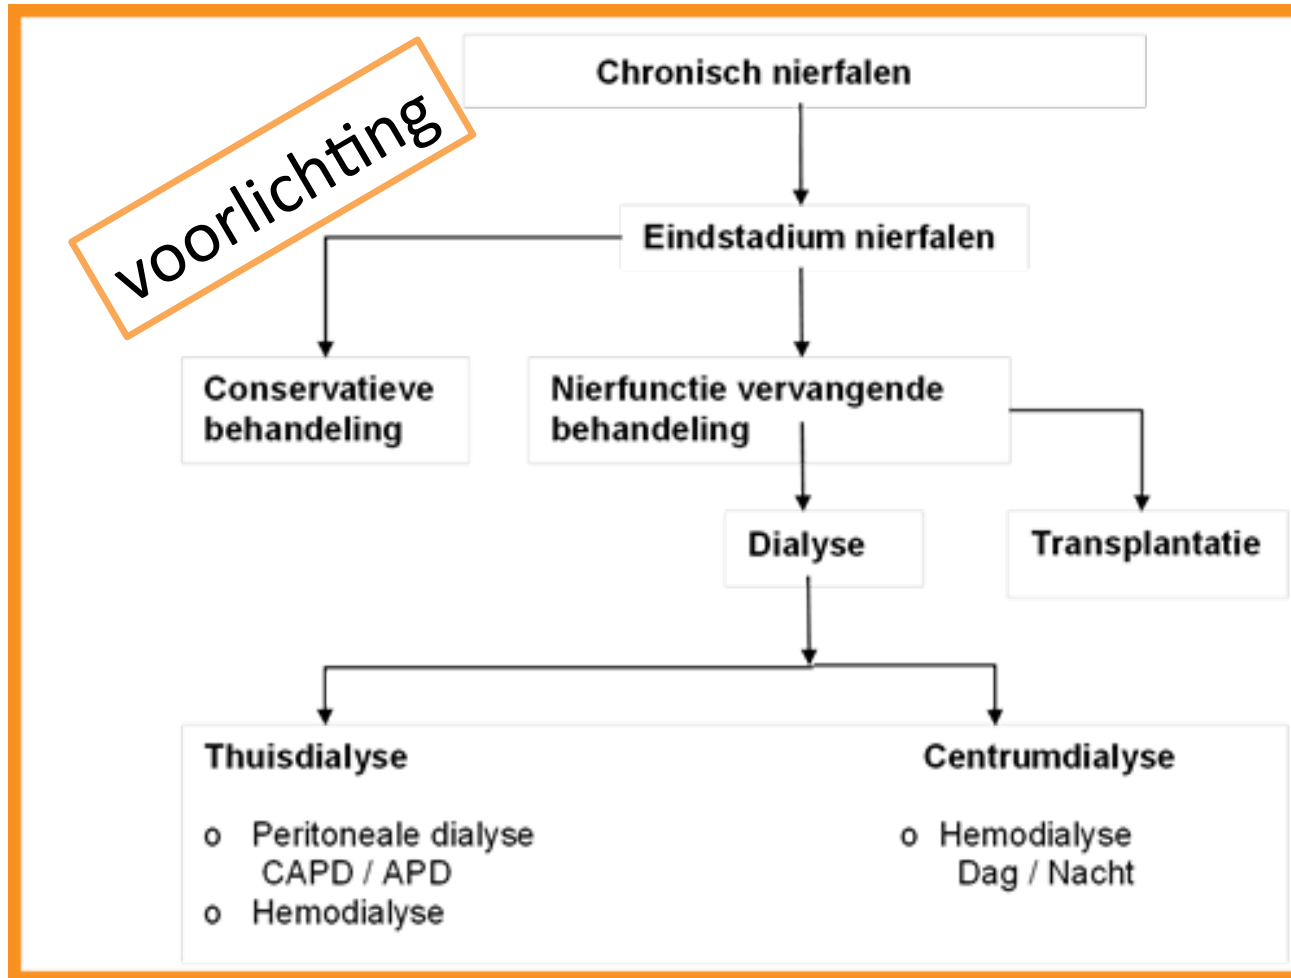 Chronisch nierfalen
voorlichting
Eindstadium nierfalen
Conservatieve
behandeling
Nierfunctie vervangende
behandeling
Dialyse
Transplantatie
Thuisdialyse
o Peritoneale dialyse
CAPD / APD
o Hemodialyse
Centrumdialyse
o Hemodialyse
Dag / Nacht